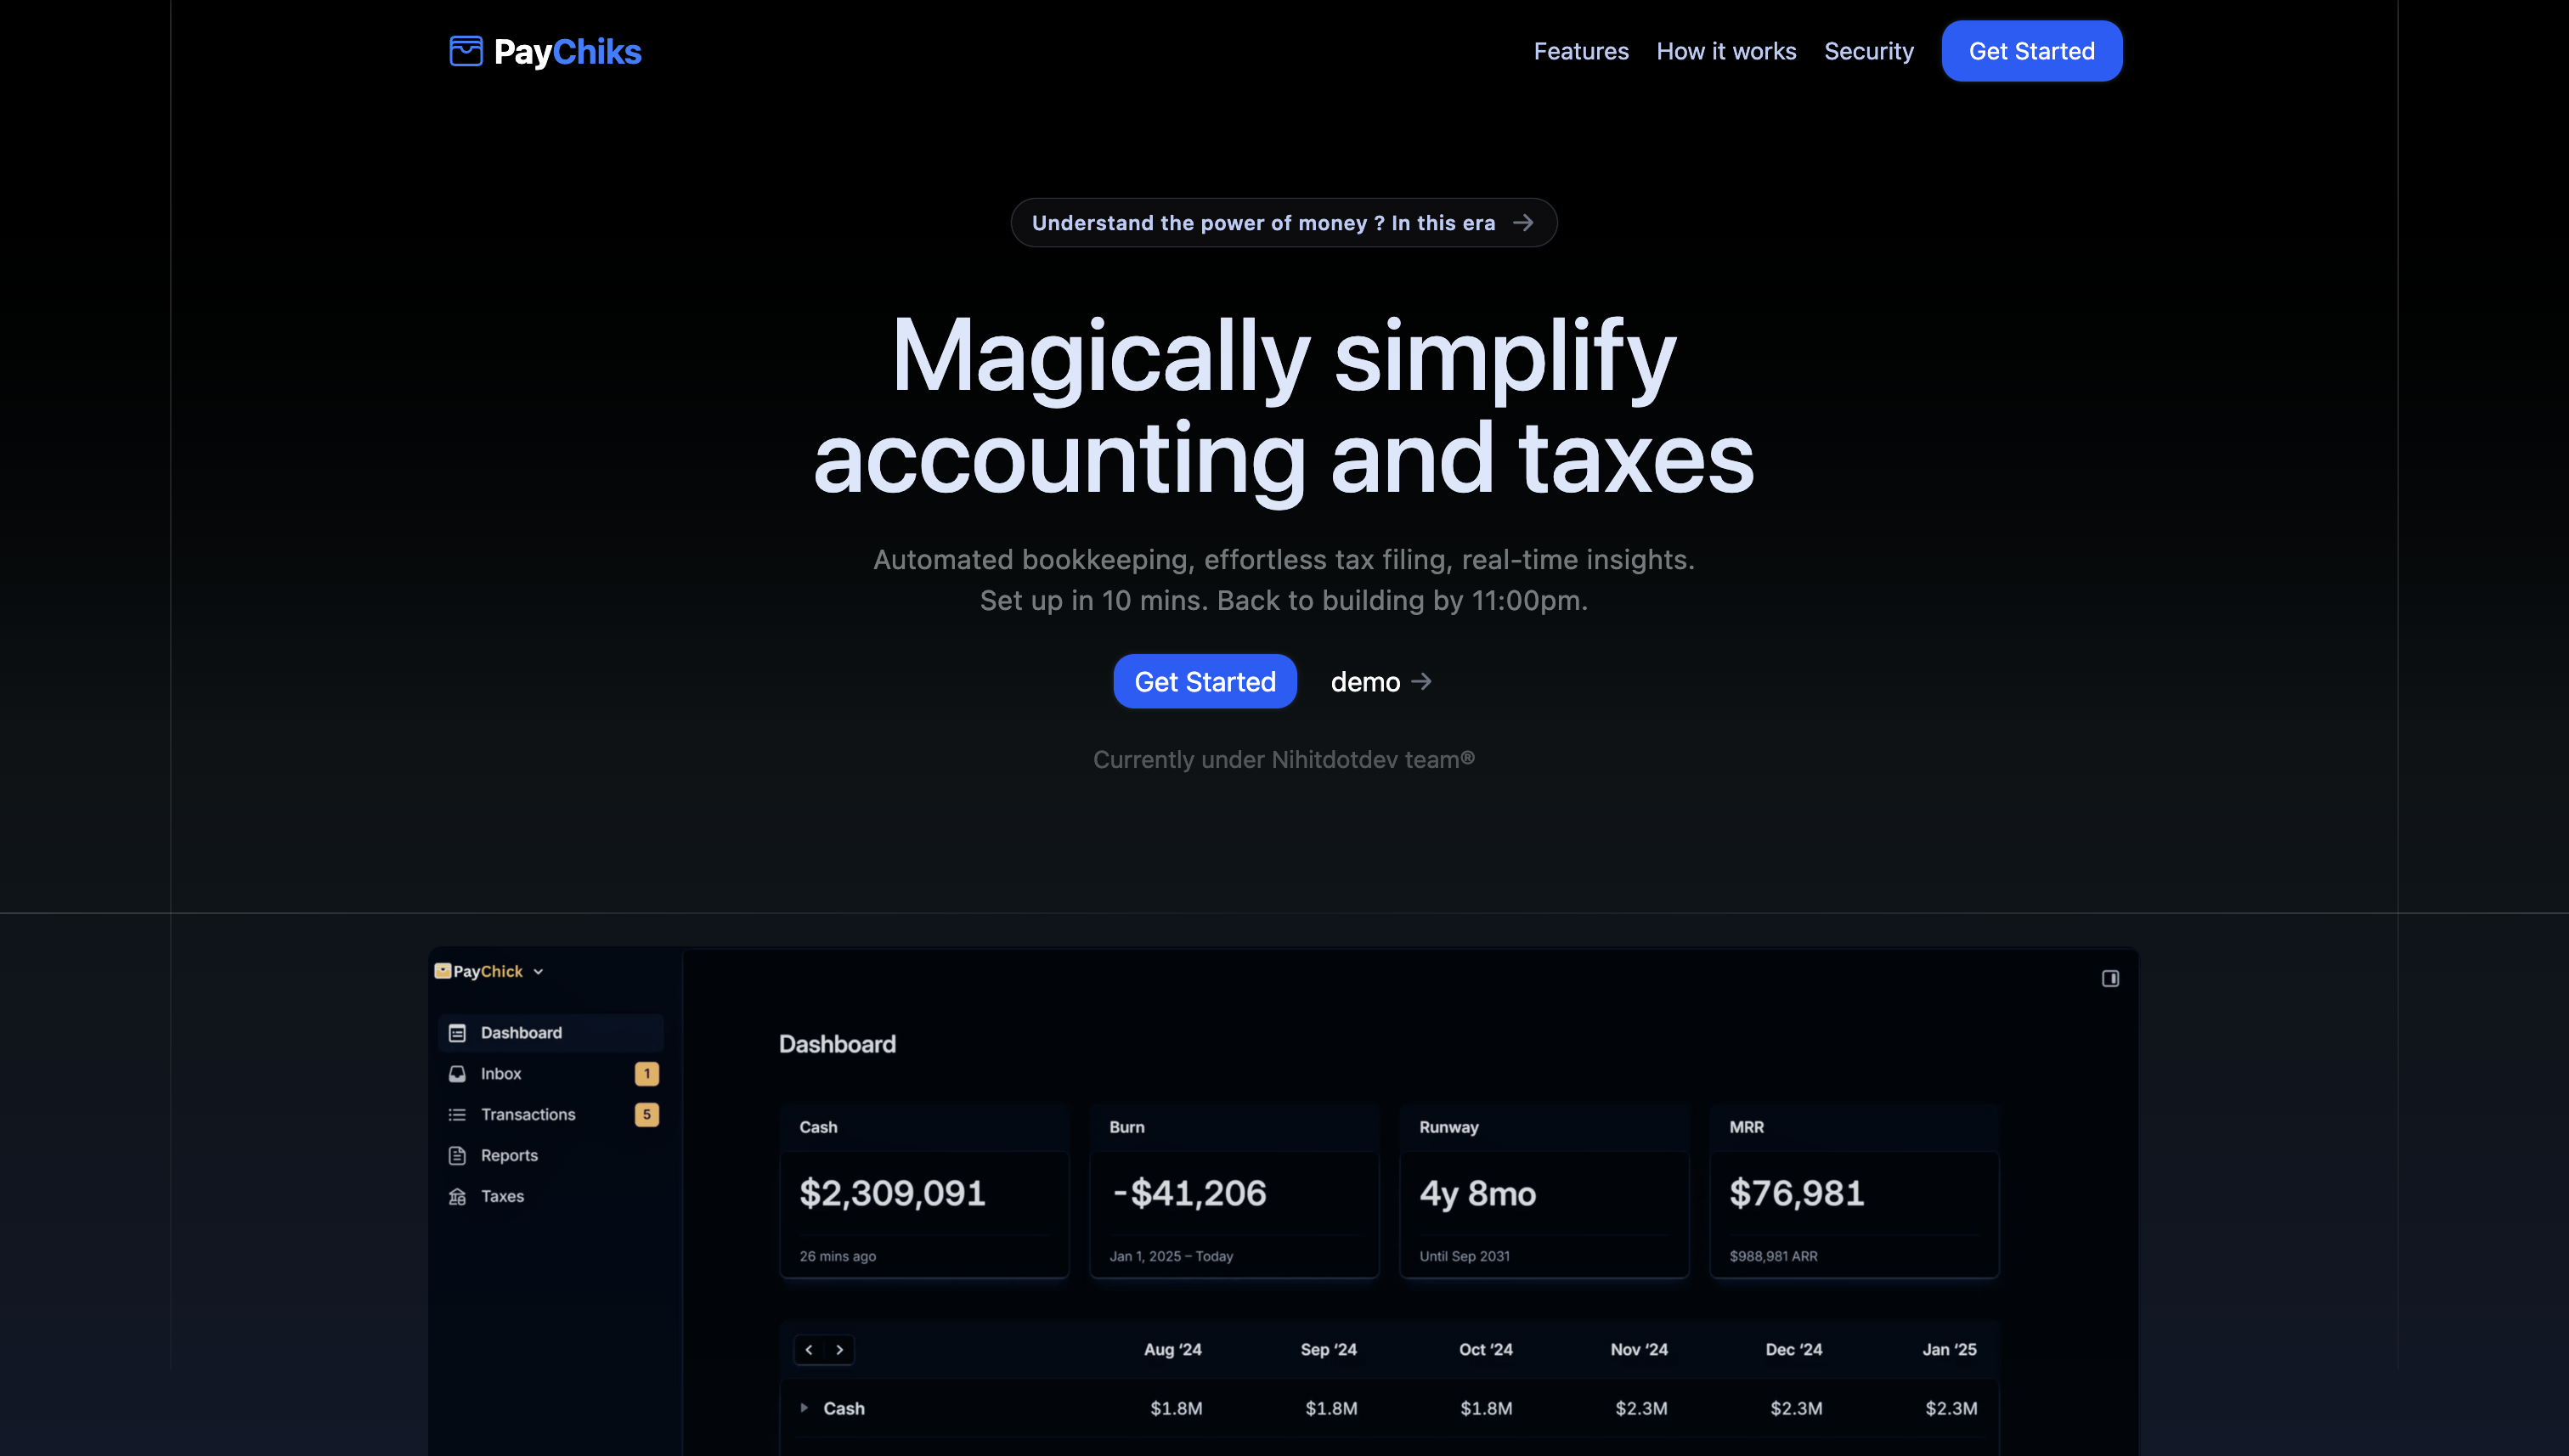 PayChiks
Features How it works Security Get Started
Understand the power of money ? In this era
Magically simplify
accounting and taxes
Automated bookkeeping, effortless tax filing, real-time insights.
Set up in 10 mins. Back to building by 11:00pm.
Get Started demo
Currently under Nihitdotdev team®
PayChick
Dashboard
Inbox 1
Transactions 5
Reports
Taxes
Dashboard
Cash Burn Runway MRR
$2,309,091 -$41,206 4y 8mo $76,981
26 mins ago Jan 1, 2025 – Today Until Sep 2031 $988,981 ARR
Aug ‘24 Sep ‘24 Oct ‘24 Nov ‘24 Dec ‘24 Jan ‘25
Cash $1.8M $1.8M $1.8M $2.3M $2.3M $2.3M